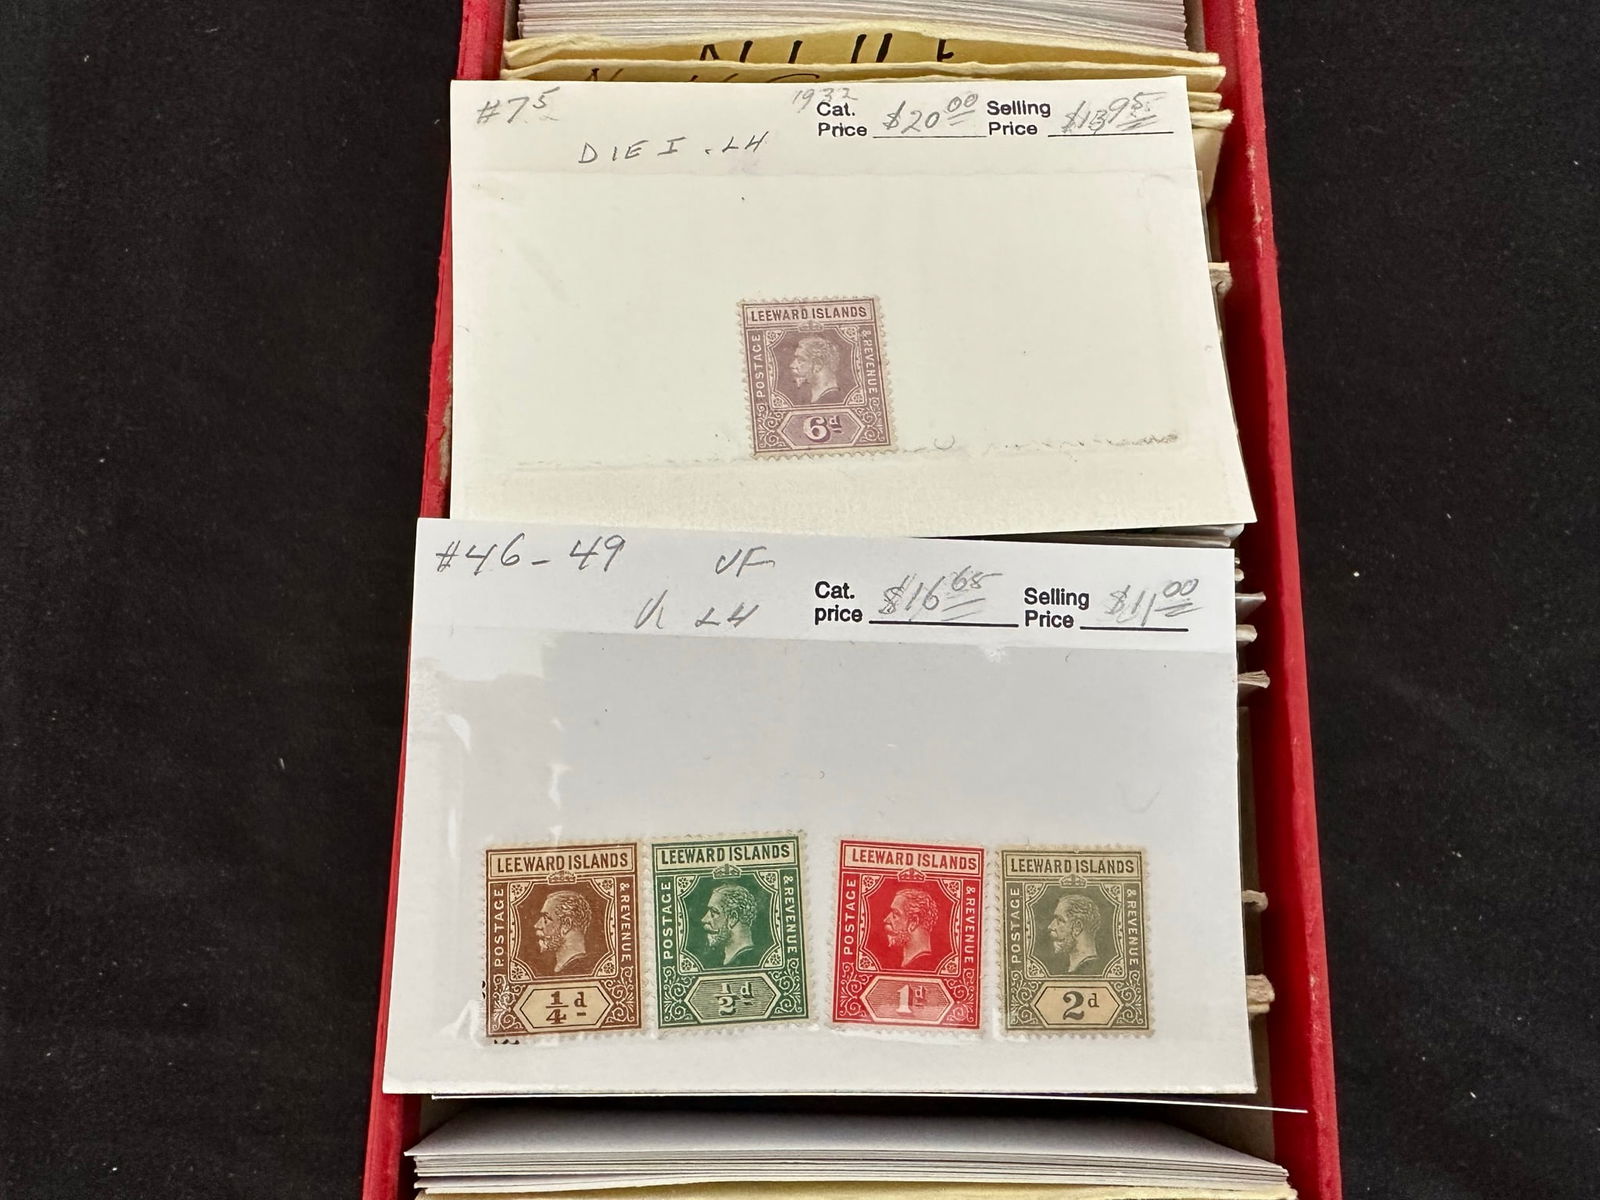 #75
1932
Cat. Price $20.00 Selling Price $13.95
DIE I . LH
LEEWARD ISLANDS
POSTAGE & REVENUE
6d
#46-49 VF
LH
Cat. price $16.65 Selling Price $11.00
LEEWARD ISLANDS
POSTAGE & REVENUE
1/4d
LEEWARD ISLANDS
POSTAGE & REVENUE
1/2d
LEEWARD ISLANDS
POSTAGE & REVENUE
1d
LEEWARD ISLANDS
POSTAGE & REVENUE
2d